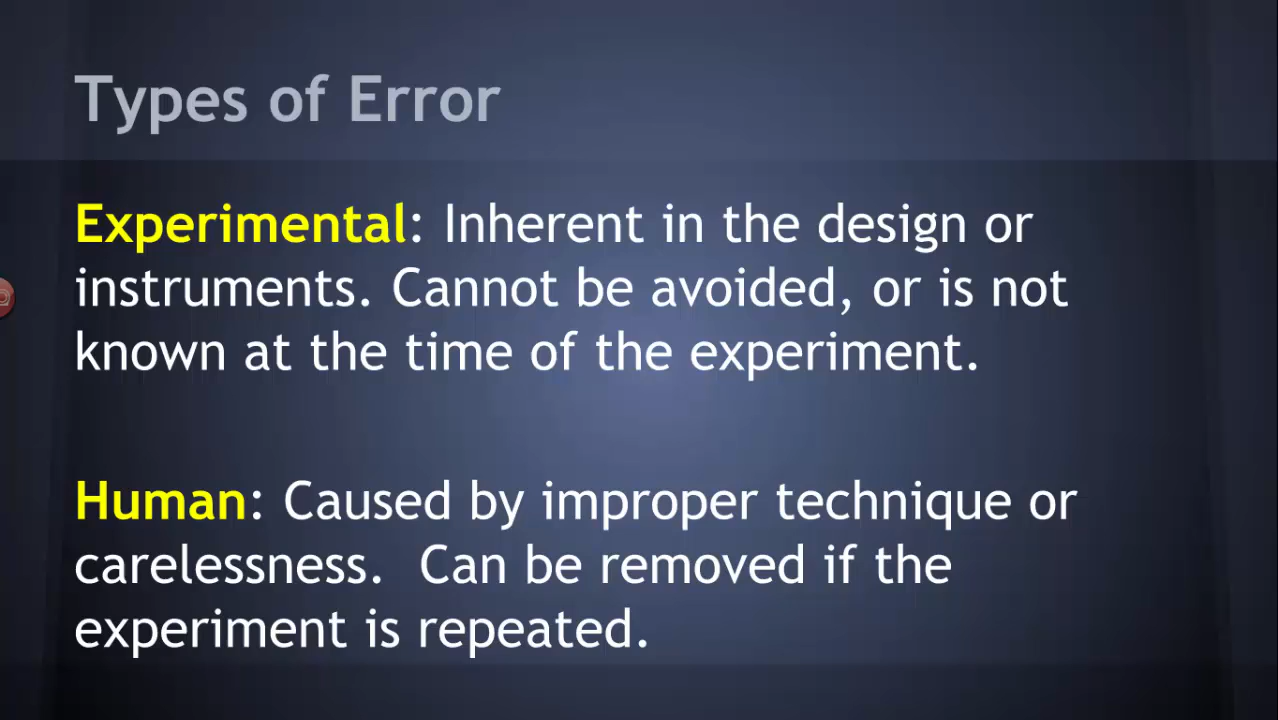 Types of Error
Experimental: Inherent in the design or
instruments. Cannot be avoided, or is not
known at the time of the experiment.
Human: Caused by improper technique or
carelessness.  Can be removed if the
experiment is repeated.